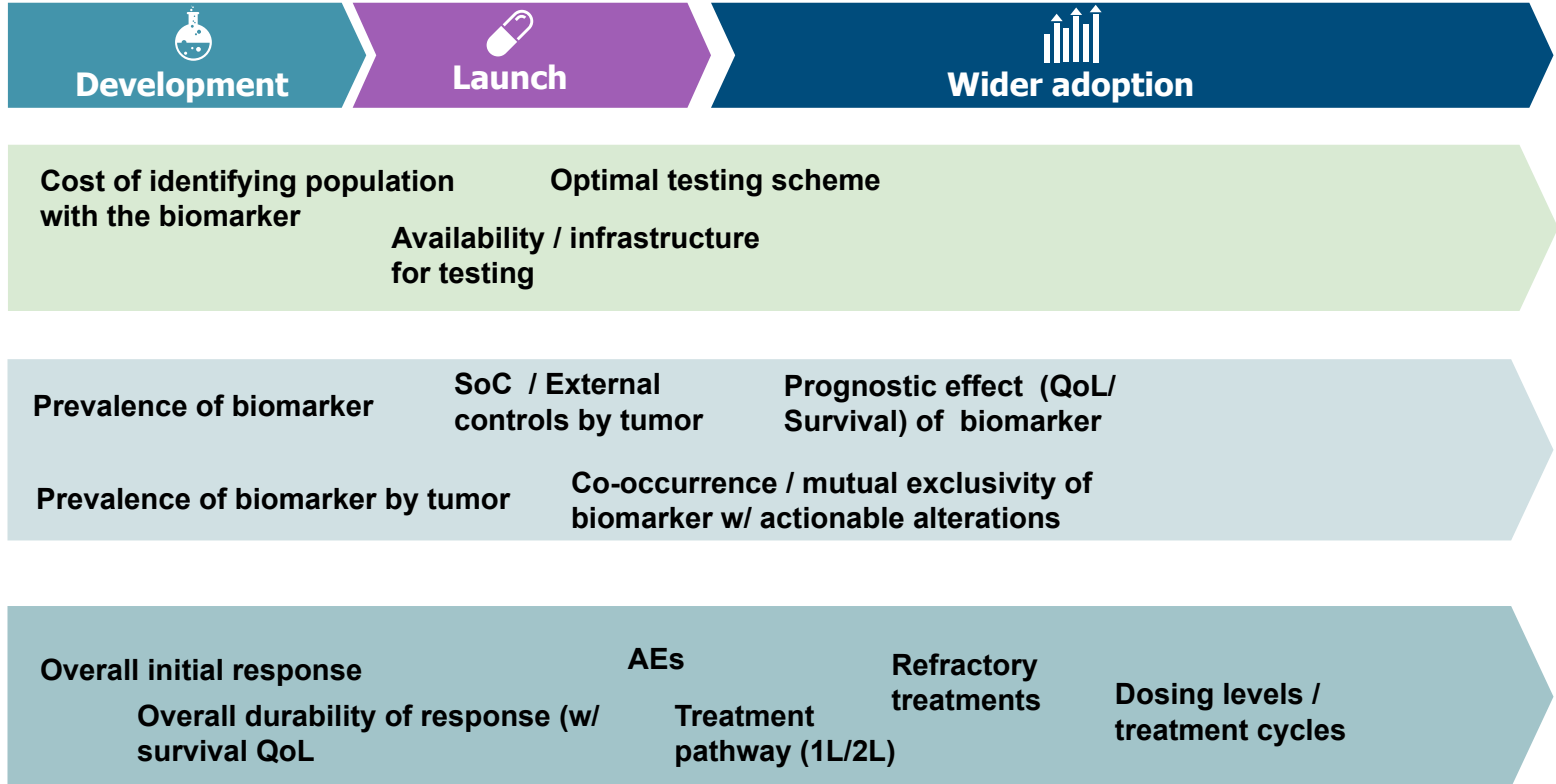 Development
Launch
Wider adoption
Cost of identifying population
with the biomarker
Optimal testing scheme
Availability / infrastructure
for testing
Prevalence of biomarker
SoC / External
controls by tumor
Prognostic effect (QoL/
Survival) of biomarker
Prevalence of biomarker by tumor
Co-occurrence / mutual exclusivity of
biomarker w/ actionable alterations
Overall initial response
Overall durability of response (w/
survival QoL
AEs
Treatment
pathway (1L/2L)
Refractory
treatments
Dosing levels /
treatment cycles